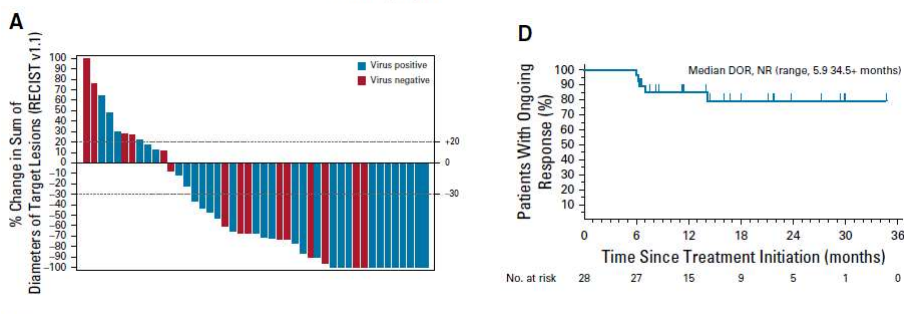 A
% Change in Sum of
Diameters of Target Lesions (RECIST v1.1)
100
90
80
70
60
50
40
30
20
10
0
−10
−20
−30
−40
−50
−60
−70
−80
−90
−100
Virus positive
Virus negative
+20
0
−30
D
Patients With Ongoing
Response (%)
100
90
80
70
60
50
40
30
20
10
Median DOR, NR (range, 5.9 34.5+ months)
0 6 12 18 24 30 36
Time Since Treatment Initiation (months)
No. at risk 28 27 15 9 5 1 0